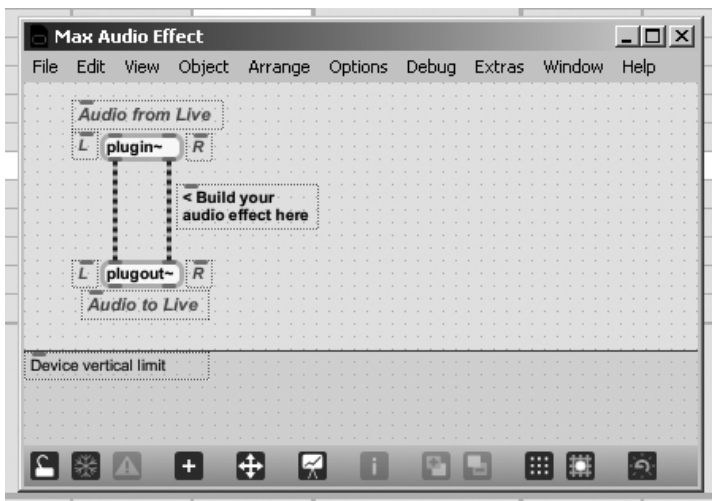 Max Audio Effect
File Edit View Object Arrange Options Debug Extras Window Help
Audio from Live
L plugin~ R
< Build your
audio effect here
L plugout~ R
Audio to Live
Device vertical limit